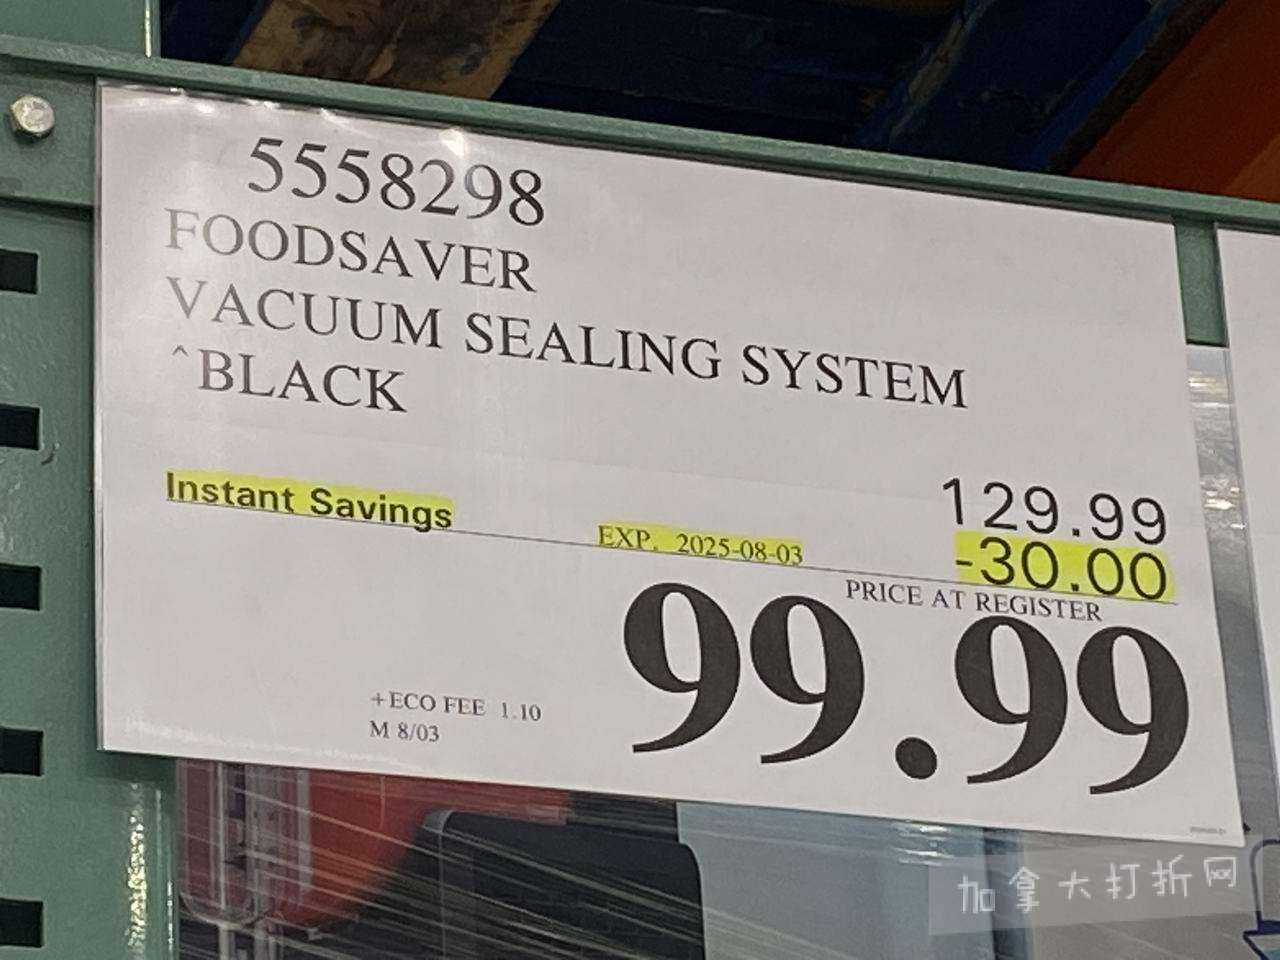 5558298
FOODSAVER
VACUUM SEALING SYSTEM
^BLACK
129.99
Instant Savings EXP. 2025-08-03 -30.00
PRICE AT REGISTER
99.99
+ECO FEE 1.10
M 8/03
加拿大打折网